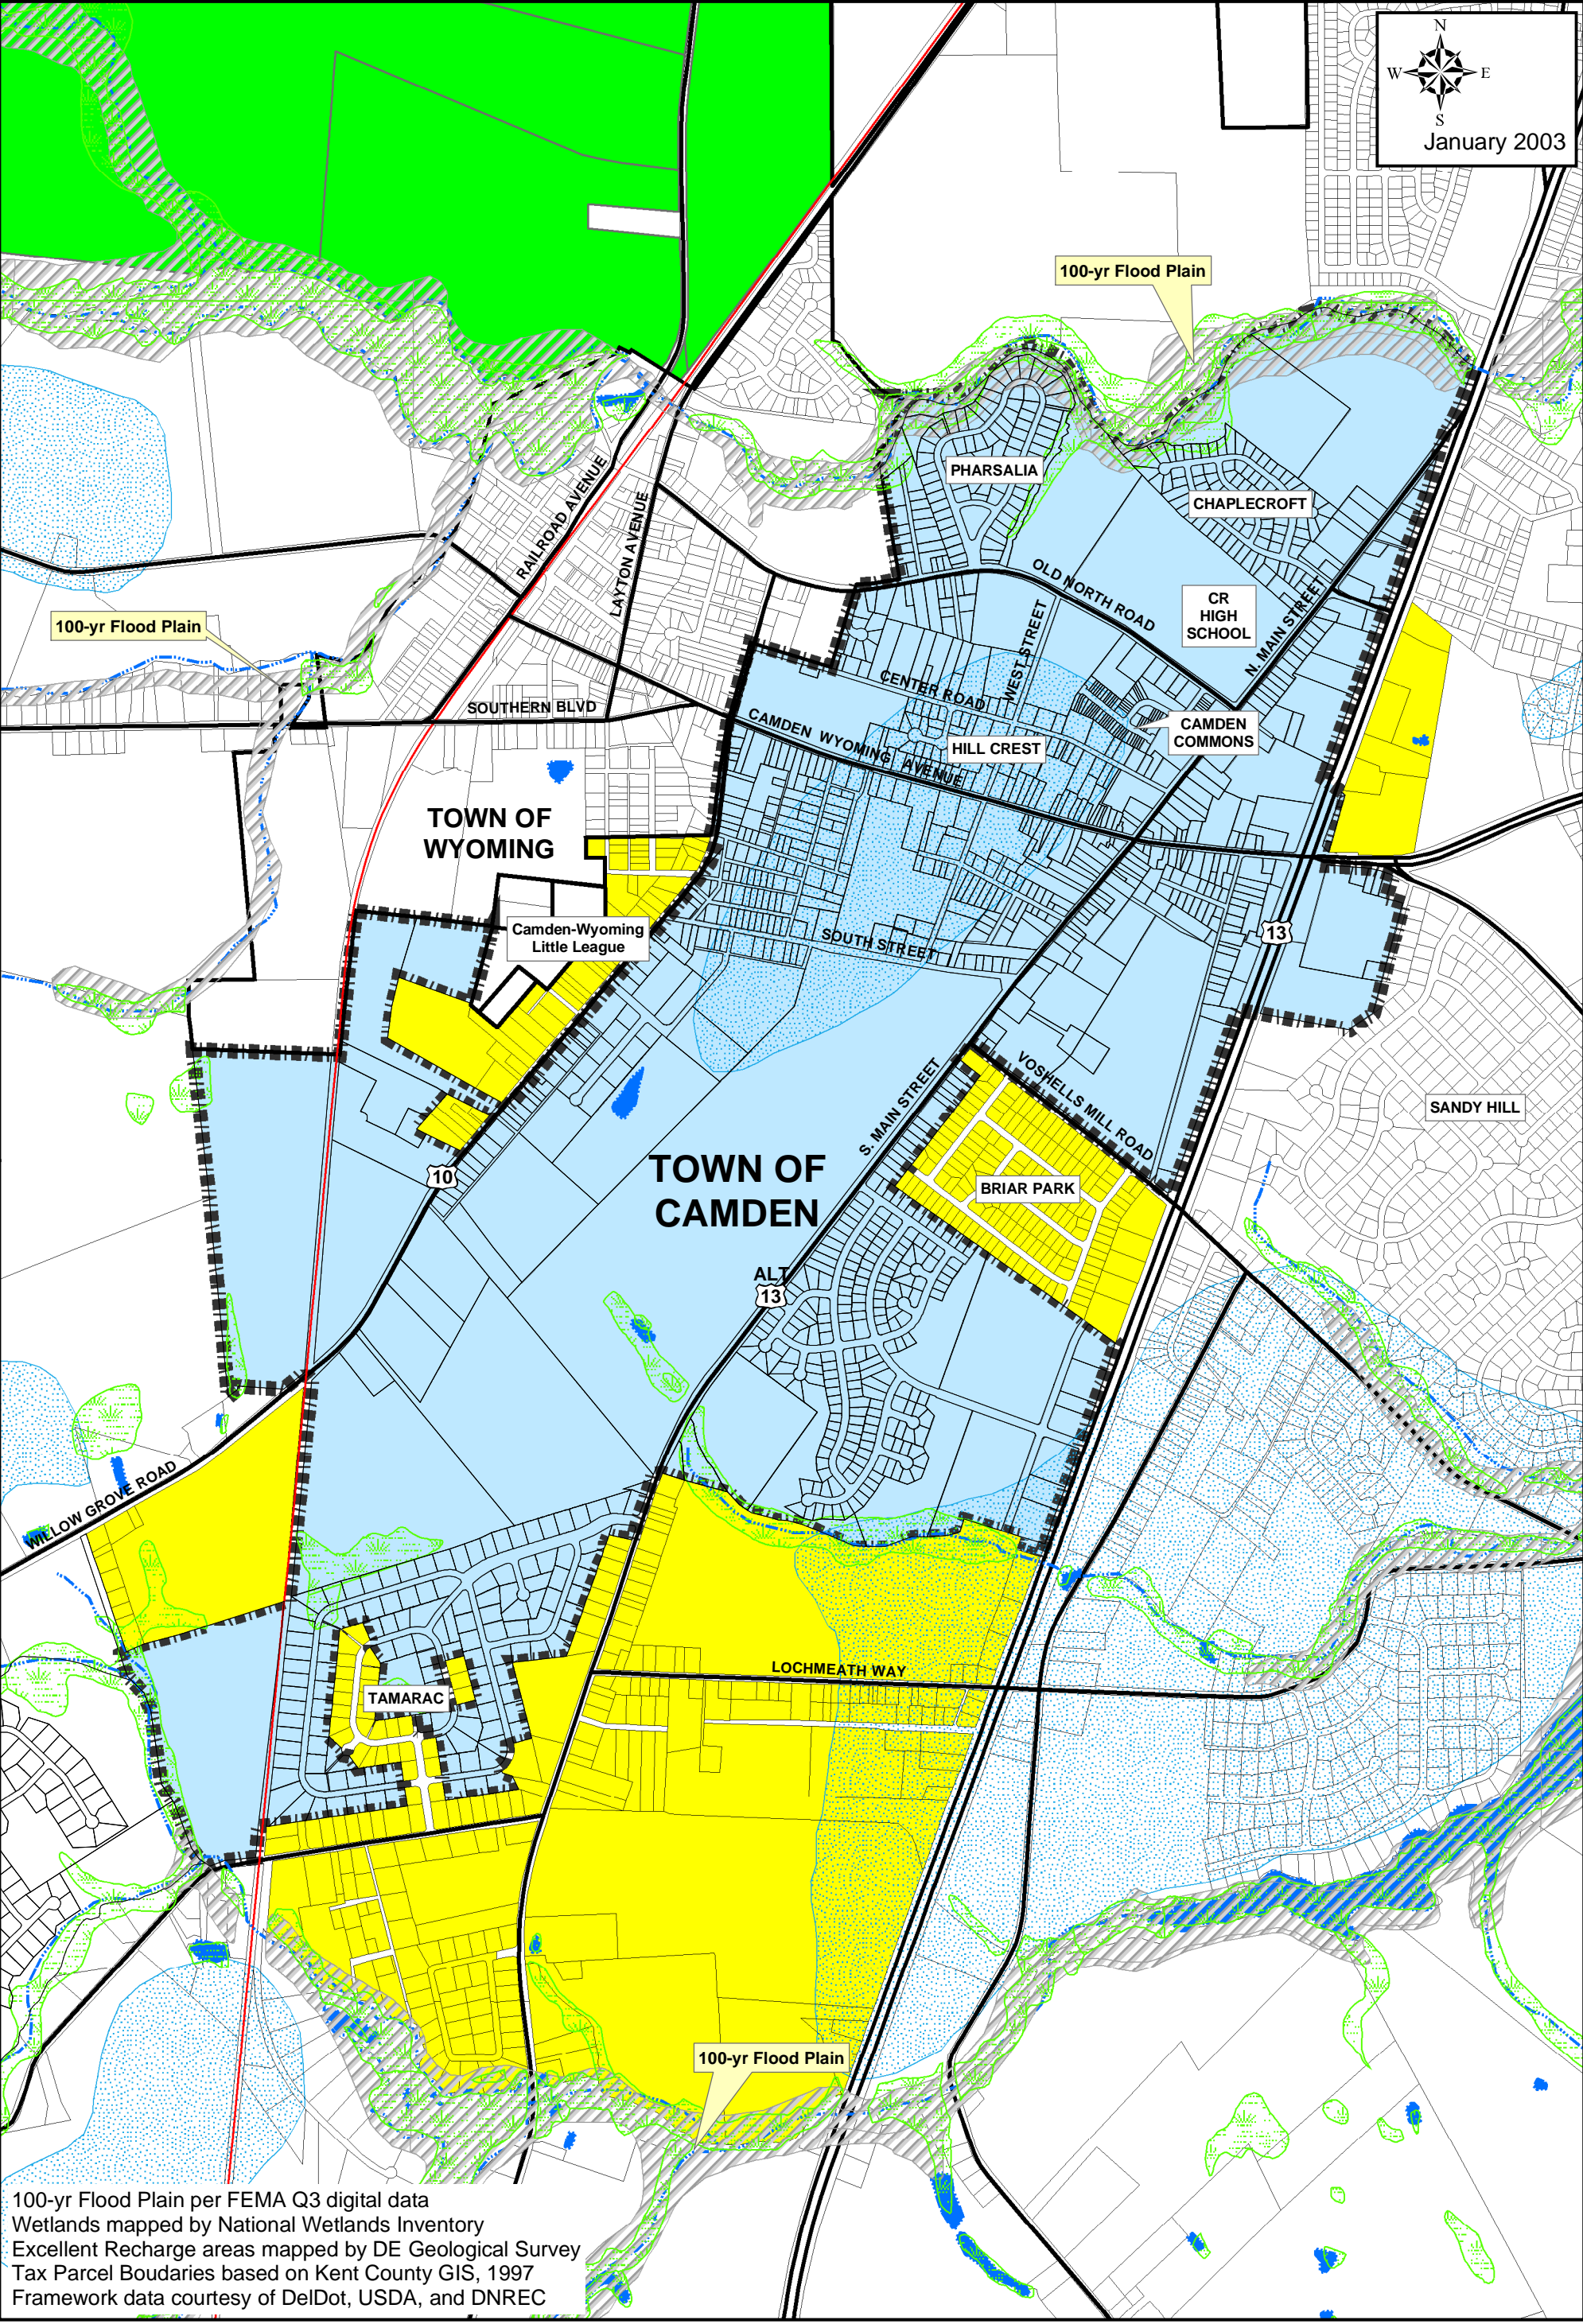 N
W E
S
January 2003
100-yr Flood Plain
PHARSALIA
CHAPLECROFT
RAILROAD AVENUE
LAYTON AVENUE
OLD NORTH ROAD
CR
HIGH
SCHOOL
N. MAIN STREET
WEST STREET
100-yr Flood Plain
CENTER ROAD
SOUTHERN BLVD
CAMDEN WYOMING AVENUE
HILL CREST
CAMDEN
COMMONS
TOWN OF
WYOMING
Camden-Wyoming
Little League
SOUTH STREET
13
VOSHELLS MILL ROAD
S. MAIN STREET
SANDY HILL
10
TOWN OF
CAMDEN
BRIAR PARK
ALT
13
WILLOW GROVE ROAD
LOCHMEATH WAY
TAMARAC
100-yr Flood Plain
100-yr Flood Plain per FEMA Q3 digital data
Wetlands mapped by National Wetlands Inventory
Excellent Recharge areas mapped by DE Geological Survey
Tax Parcel Boudaries based on Kent County GIS, 1997
Framework data courtesy of DelDot, USDA, and DNREC